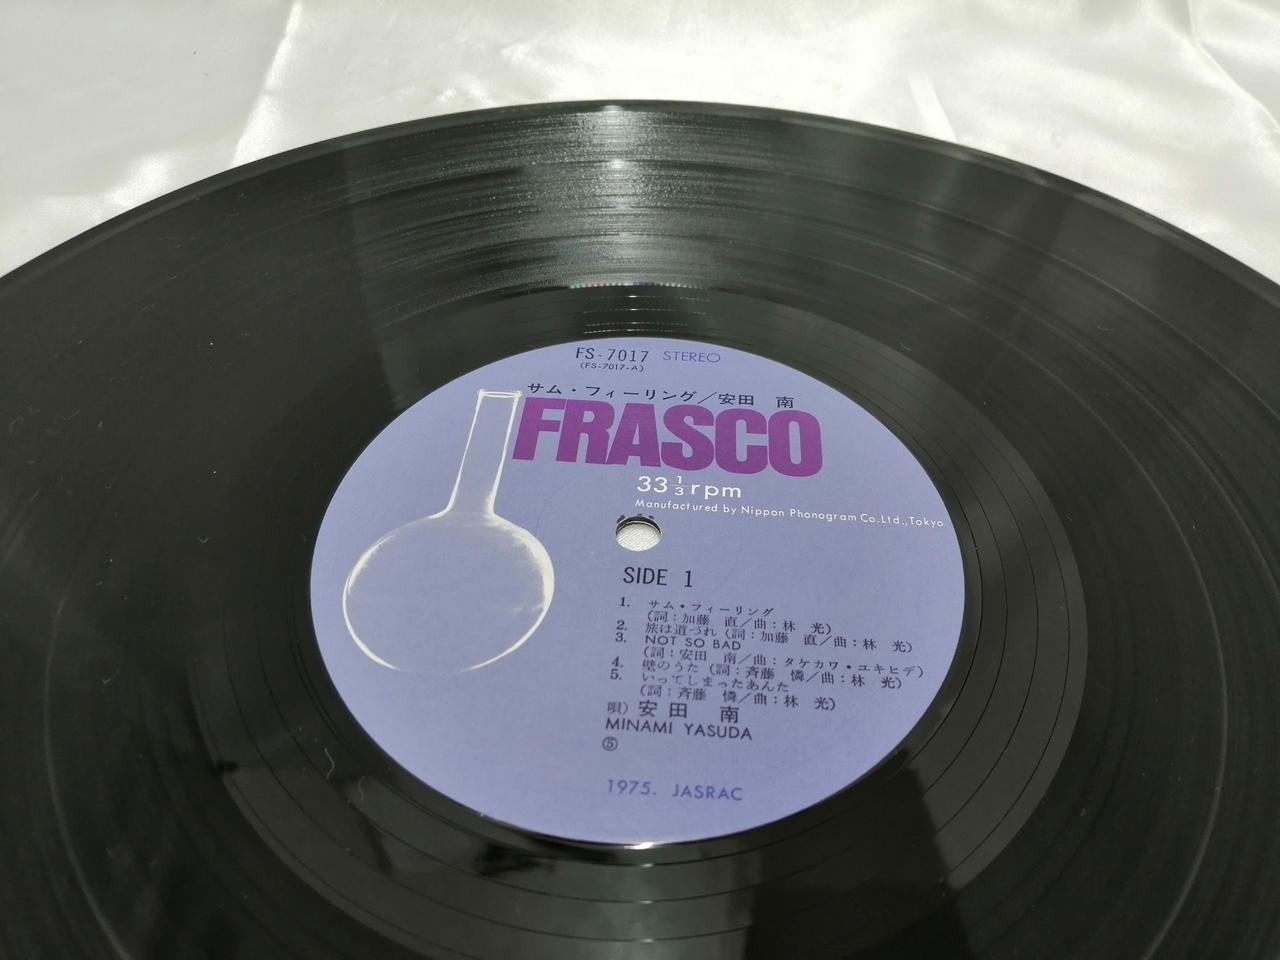 FS-7017 STEREO
(FS-7017-A)
サム・フィーリング／安田 南
FRASCO
33 1/3 rpm
Manufactured by Nippon Phonogram Co.Ltd.,Tokyo
SIDE 1
1. サム・フィーリング
(詞：加藤 直／曲：林 光)
2. 旅は道づれ (詞：加藤 直／曲：林 光)
3. NOT SO BAD
(詞：安田 南／曲：タケカワ・ユキヒデ)
4. 壁のうた (詞：斉藤 憐／曲：林 光)
5. いってしまったあんた
(詞：斉藤 憐／曲：林 光)
唄) 安田 南
MINAMI YASUDA
Ⓢ
1975. JASRAC